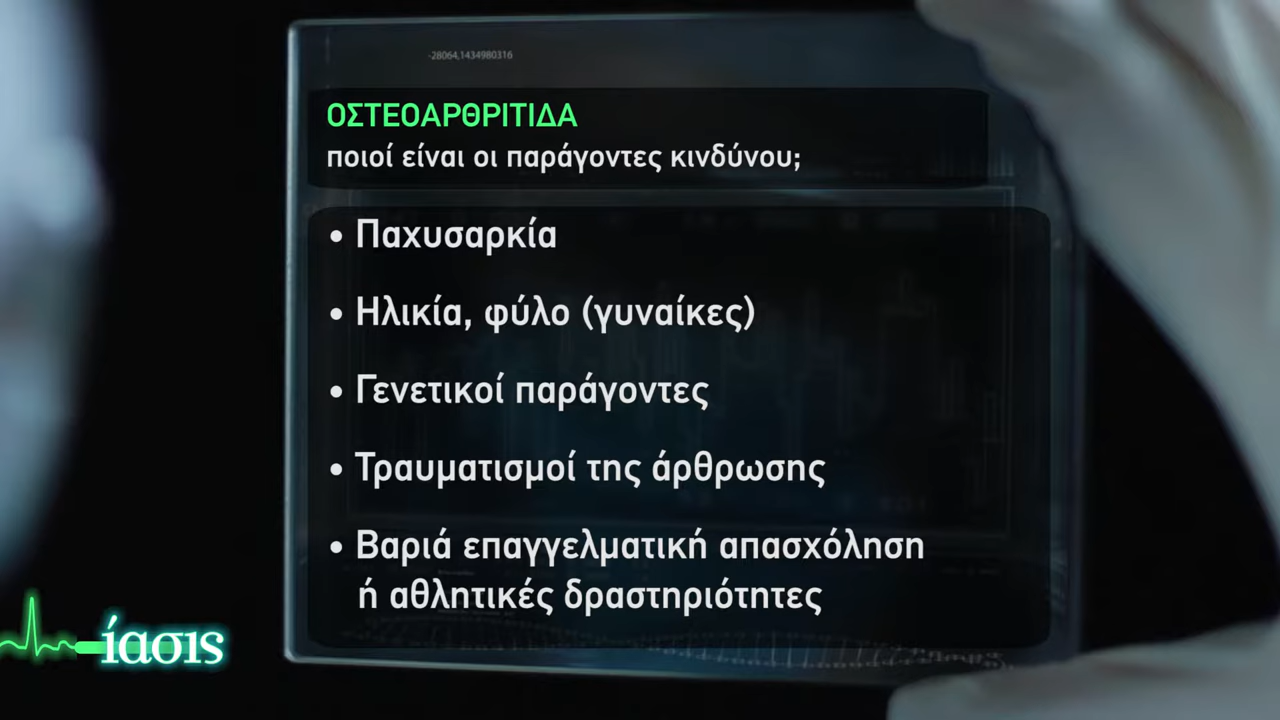 -28064,1434980316
ΟΣΤΕΟΑΡΘΡΙΤΙΔΑ
ποιοί είναι οι παράγοντες κινδύνου;
• Παχυσαρκία
• Ηλικία, φύλο (γυναίκες)
• Γενετικοί παράγοντες
• Τραυματισμοί της άρθρωσης
• Βαριά επαγγελματική απασχόληση
ή αθλητικές δραστηριότητες
ίασις